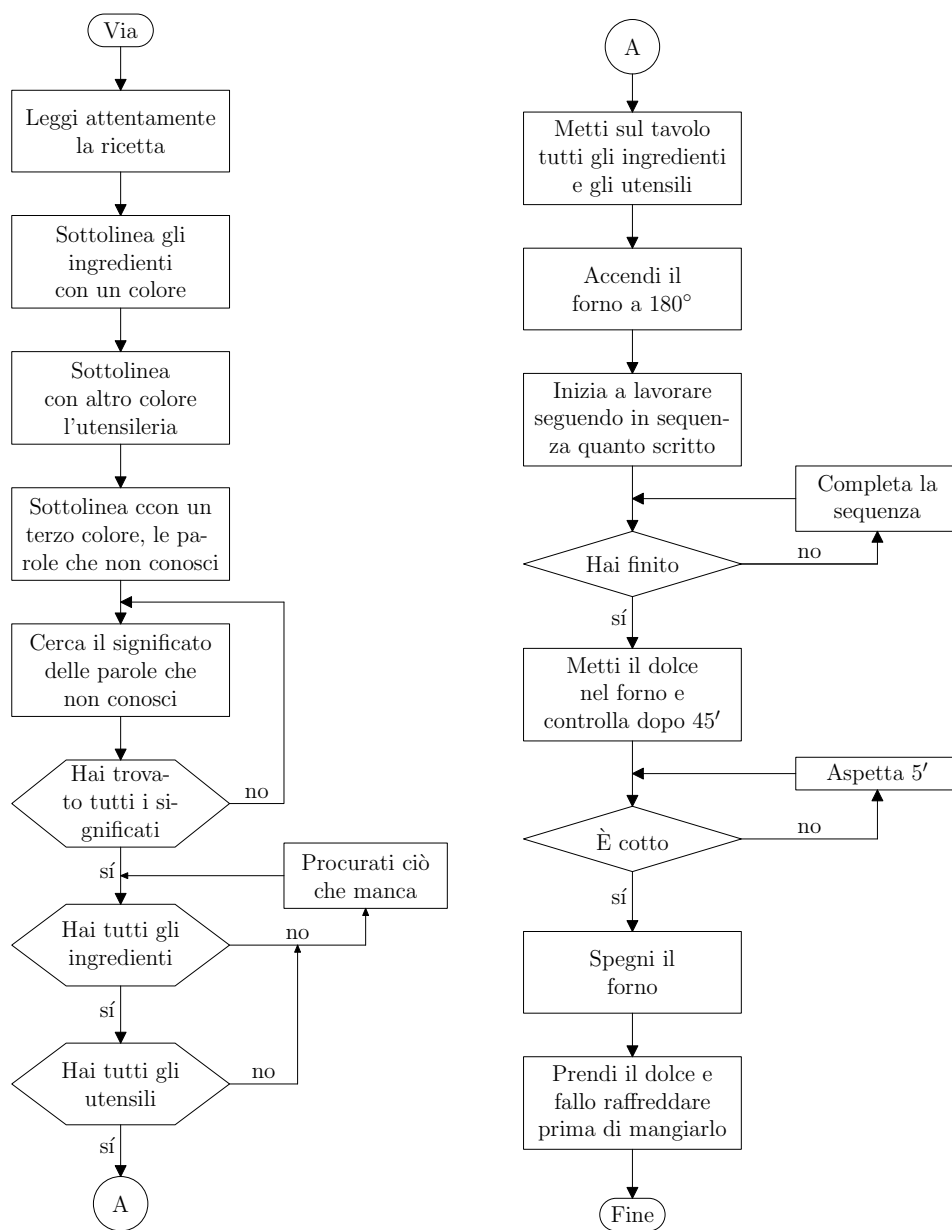 Via
Leggi attentamente
la ricetta
Sottolinea gli
ingredienti
con un colore
Sottolinea
con altro colore
l'utensileria
Sottolinea ccon un
terzo colore, le pa-
role che non conosci
Cerca il significato
delle parole che
non conosci
Hai trova-
to tutti i si-
gnificati
no
sí
Procurati ciò
che manca
Hai tutti gli
ingredienti
no
sí
Hai tutti gli
utensili
no
sí
A
A
Metti sul tavolo
tutti gli ingredienti
e gli utensili
Accendi il
forno a 180°
Inizia a lavorare
seguendo in sequen-
za quanto scritto
Completa la
sequenza
Hai finito
no
sí
Metti il dolce
nel forno e
controlla dopo 45′
Aspetta 5′
È cotto
no
sí
Spegni il
forno
Prendi il dolce e
fallo raffreddare
prima di mangiarlo
Fine